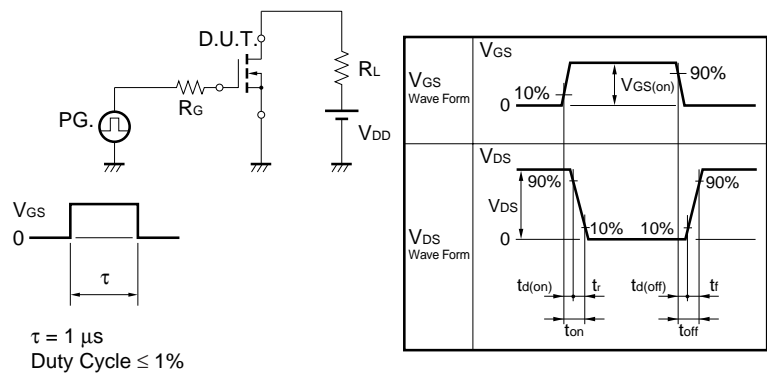 D.U.T.
RL
RG
PG.
VDD
VGS
0
τ
τ = 1 μs
Duty Cycle ≤ 1%
VGS
Wave Form
VGS
10%
0
VGS(on)
90%
VDS
Wave Form
VDS
90%
VDS
0
10%
10%
90%
td(on)
tr
td(off)
tf
ton
toff